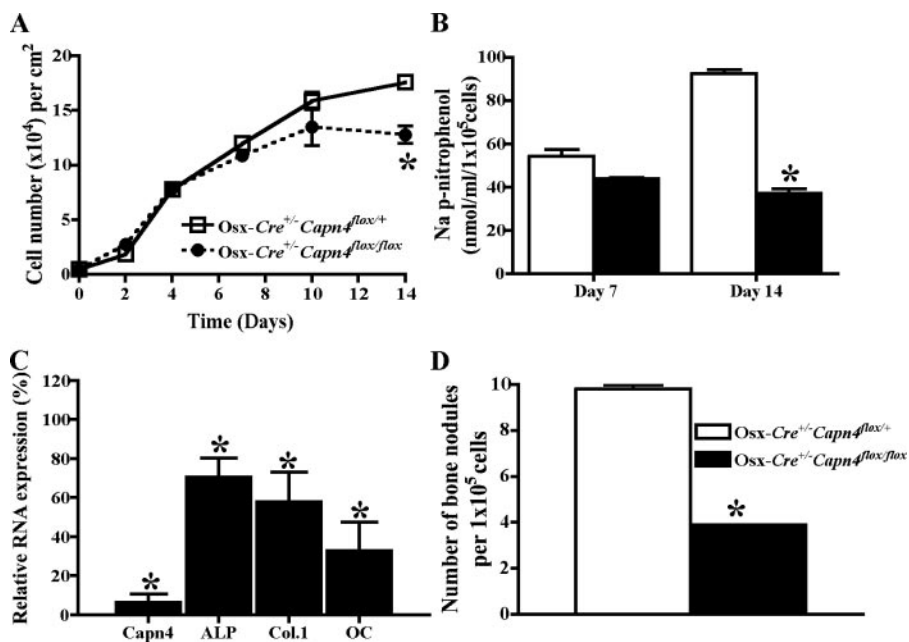 A
Cell number (x10⁴) per cm²
20
15
10
5
0
0 2 4 6 8 10 12 14
Time (Days)
Osx-Cre⁺/⁻Capn4flox/+
Osx-Cre⁺/⁻Capn4flox/flox
*
B
Na p-nitrophenol
(nmol/ml/1x10⁵cells)
100
80
60
40
20
0
*
Day 7 Day 14
C
Relative RNA expression (%)
120
100
80
60
40
20
0
* * * *
Capn4 ALP Col.1 OC
D
Number of bone nodules
per 1x10⁵cells
10
8
6
4
2
0
Osx-Cre⁺/⁻Capn4flox/+
Osx-Cre⁺/⁻Capn4flox/flox
*